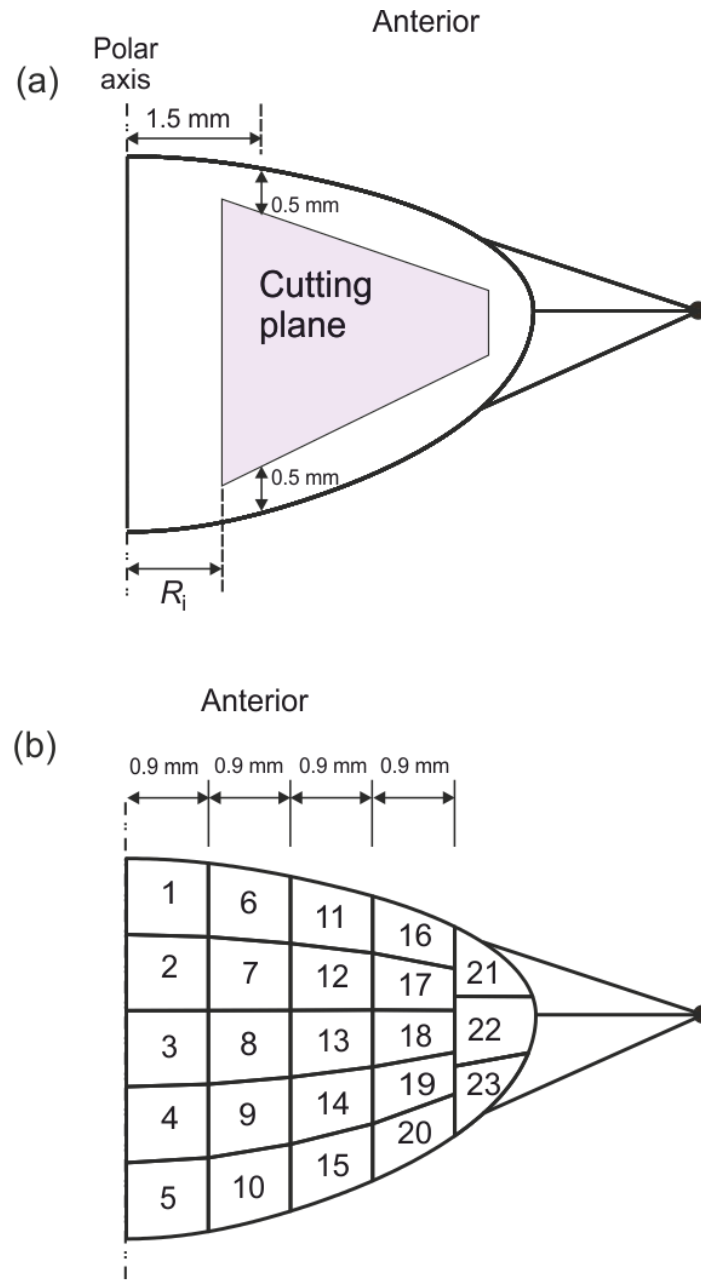 Anterior
(a)
Polar
axis
1.5 mm
0.5 mm
Cutting
plane
0.5 mm
Ri
Anterior
(b)
0.9 mm 0.9 mm 0.9 mm 0.9 mm
1 6 11 16 21
2 7 12 17 22
3 8 13 18 23
4 9 14 19
5 10 15 20